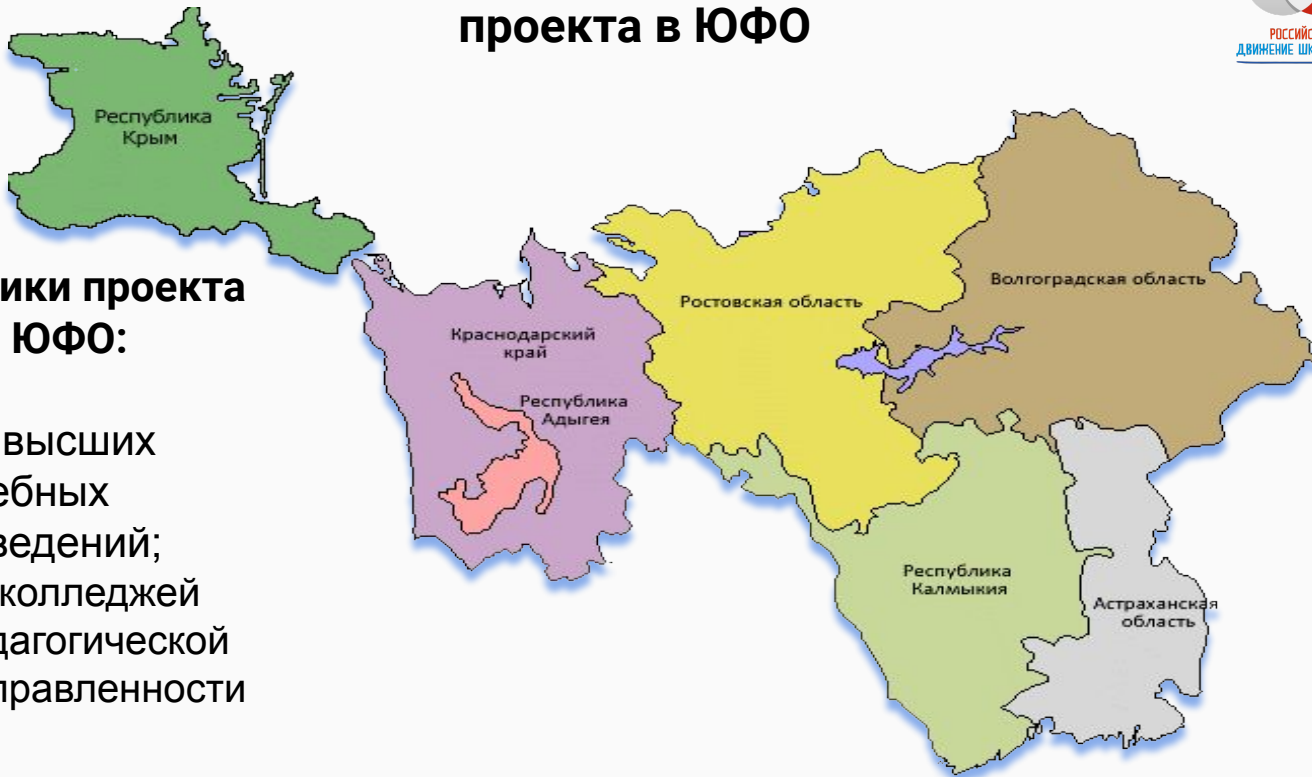 проекта в ЮФО
РОССИЙС
ДВИЖЕНИЕ ШК
Республика
Крым
ики проекта
ЮФО:
высших
ебных
ведений;
колледжей
дагогической
правленности
Краснодарский
край
Республика
Адыгея
Ростовская область
Волгоградская область
Республика
Калмыкия
Астраханская
область